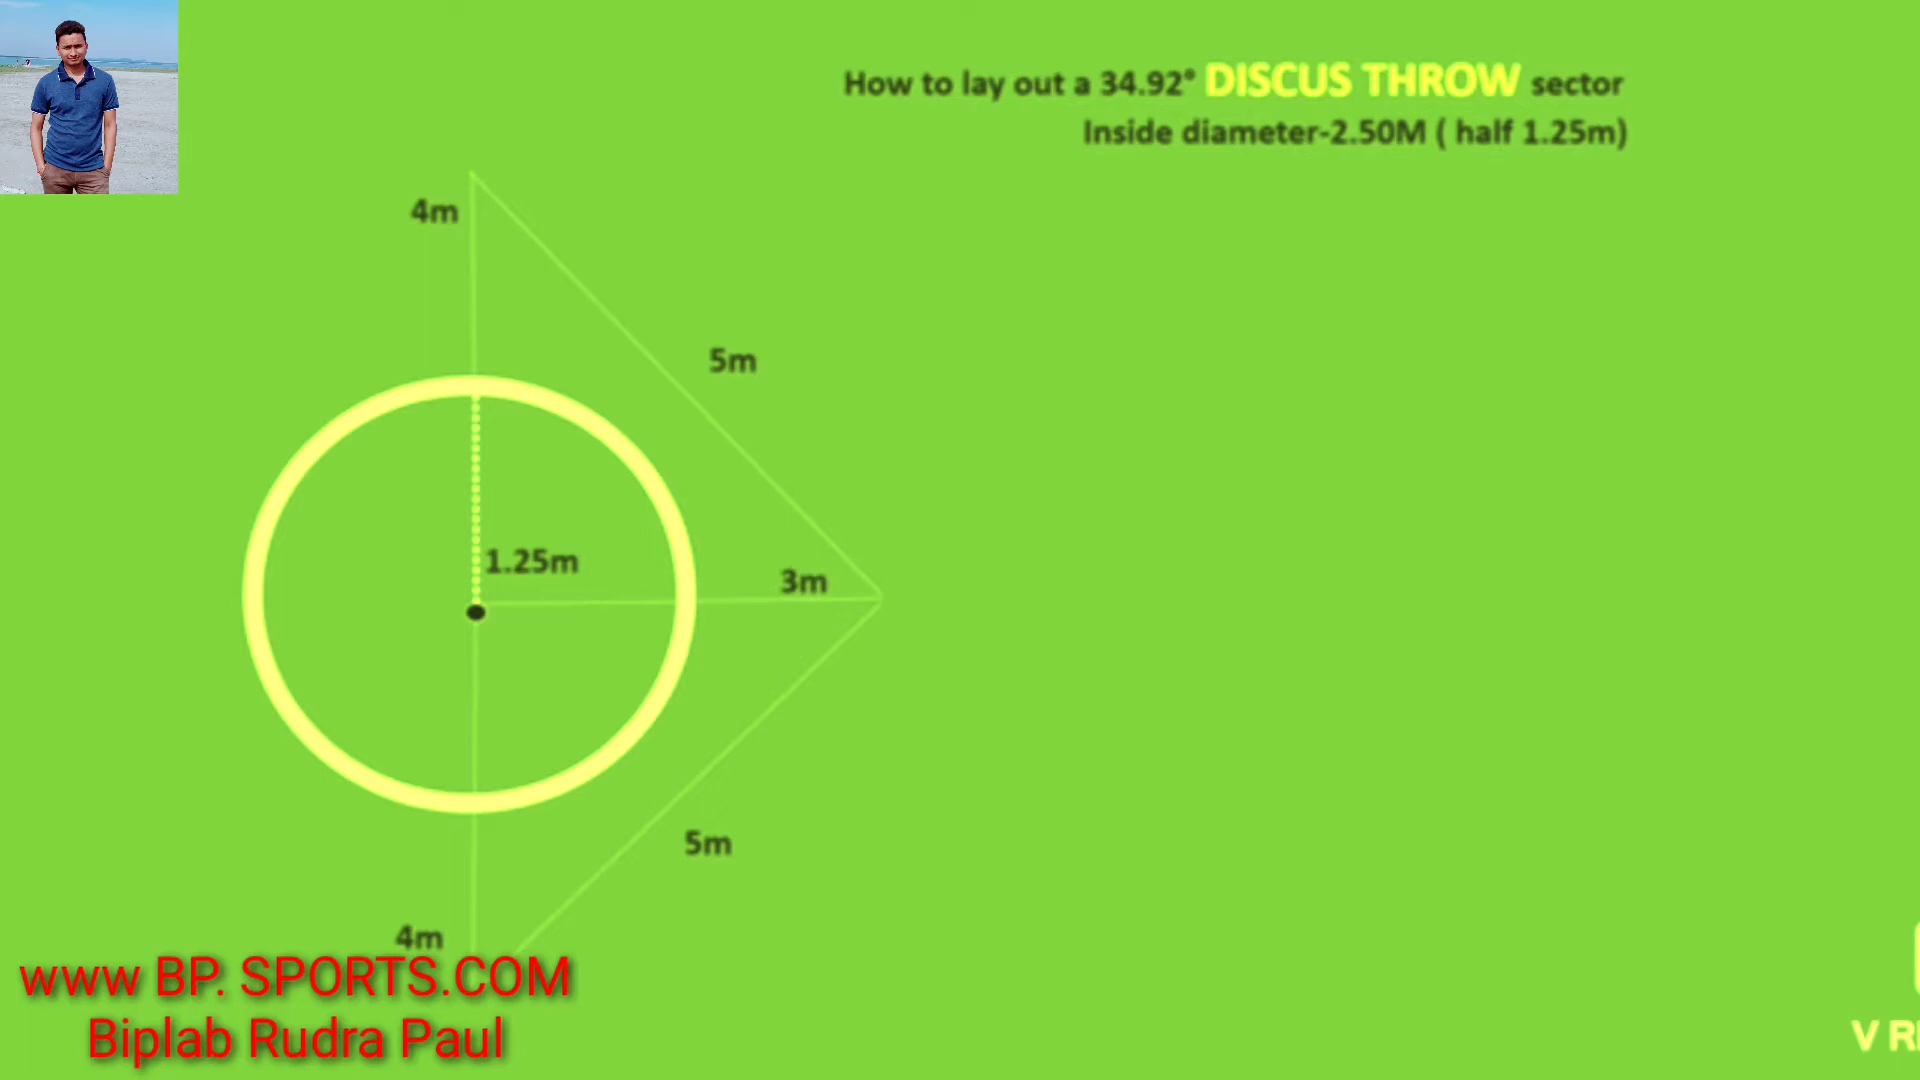 How to lay out a 34.92° DISCUS THROW sector
Inside diameter-2.50M ( half 1.25m)
4m
5m
1.25m
3m
5m
4m
www BP. SPORTS.COM
Biplab Rudra Paul
V